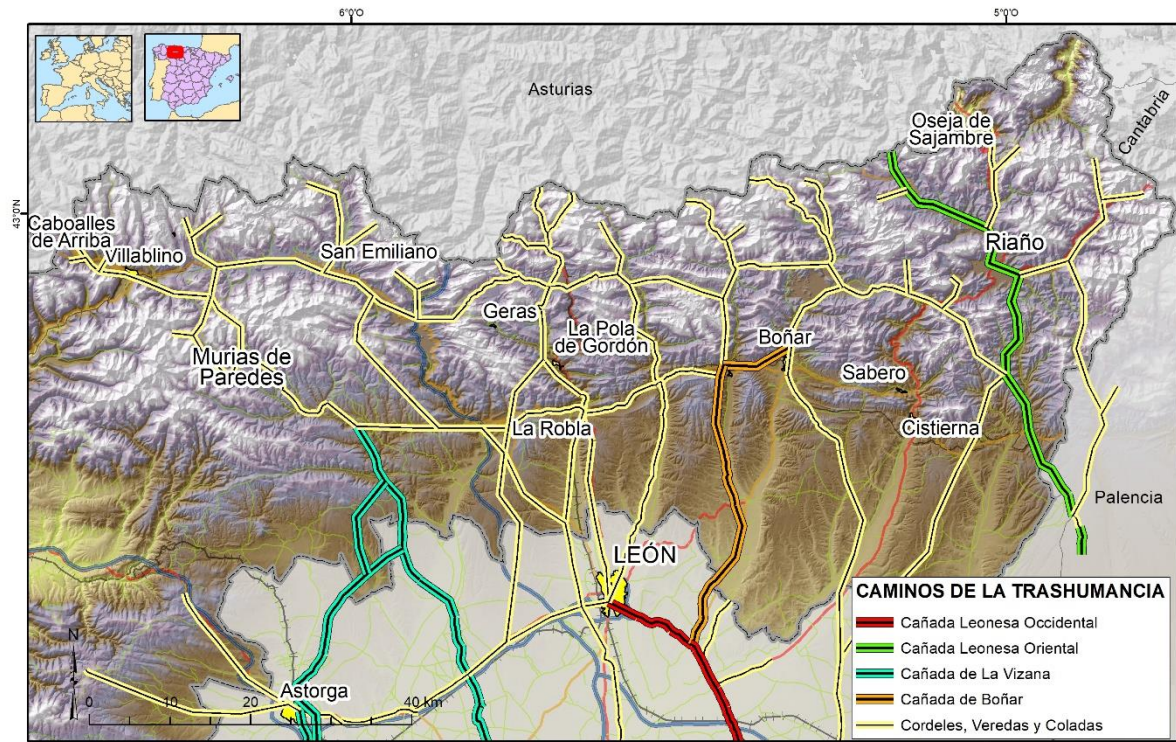 6°0'O
5°0'O
Asturias
Cantabria
Oseja de
Sajambre
43°0'N
Caboalles
de Arriba
Villablino
San Emiliano
Riaño
Geras
La Pola
de Gordón
Boñar
Murias de
Paredes
Sabero
La Robla
Cistierna
Palencia
LEÓN
N
Astorga
0 10 20 40 km
CAMINOS DE LA TRASHUMANCIA
Cañada Leonesa Occidental
Cañada Leonesa Oriental
Cañada de La Vizana
Cañada de Boñar
Cordeles, Veredas y Coladas